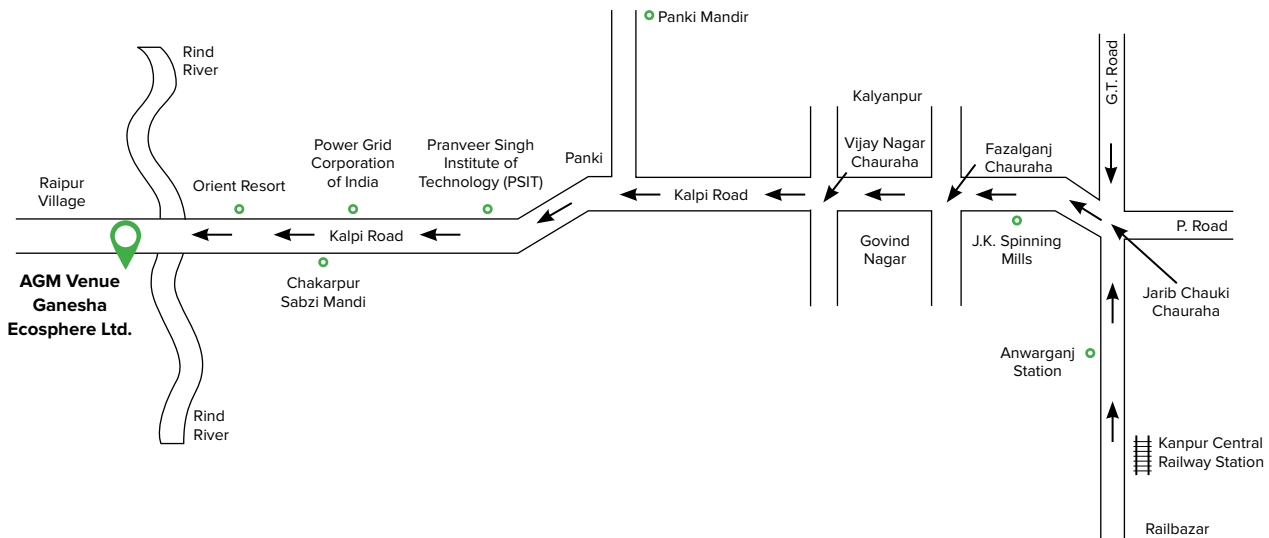 Panki Mandir
Rind
River
G.T. Road
Kalyanpur
Power Grid
Corporation
of India
Pranveer Singh
Institute of
Technology (PSIT)
Panki
Vijay Nagar
Chauraha
Fazalganj
Chauraha
Raipur
Village
Orient Resort
Kalpi Road
Kalpi Road
P. Road
Govind
Nagar
J.K. Spinning
Mills
AGM Venue
Ganesha
Ecosphere Ltd.
Chakarpur
Sabzi Mandi
Jarib Chauki
Chauraha
Anwarganj
Station
Rind
River
Kanpur Central
Railway Station
Railbazar